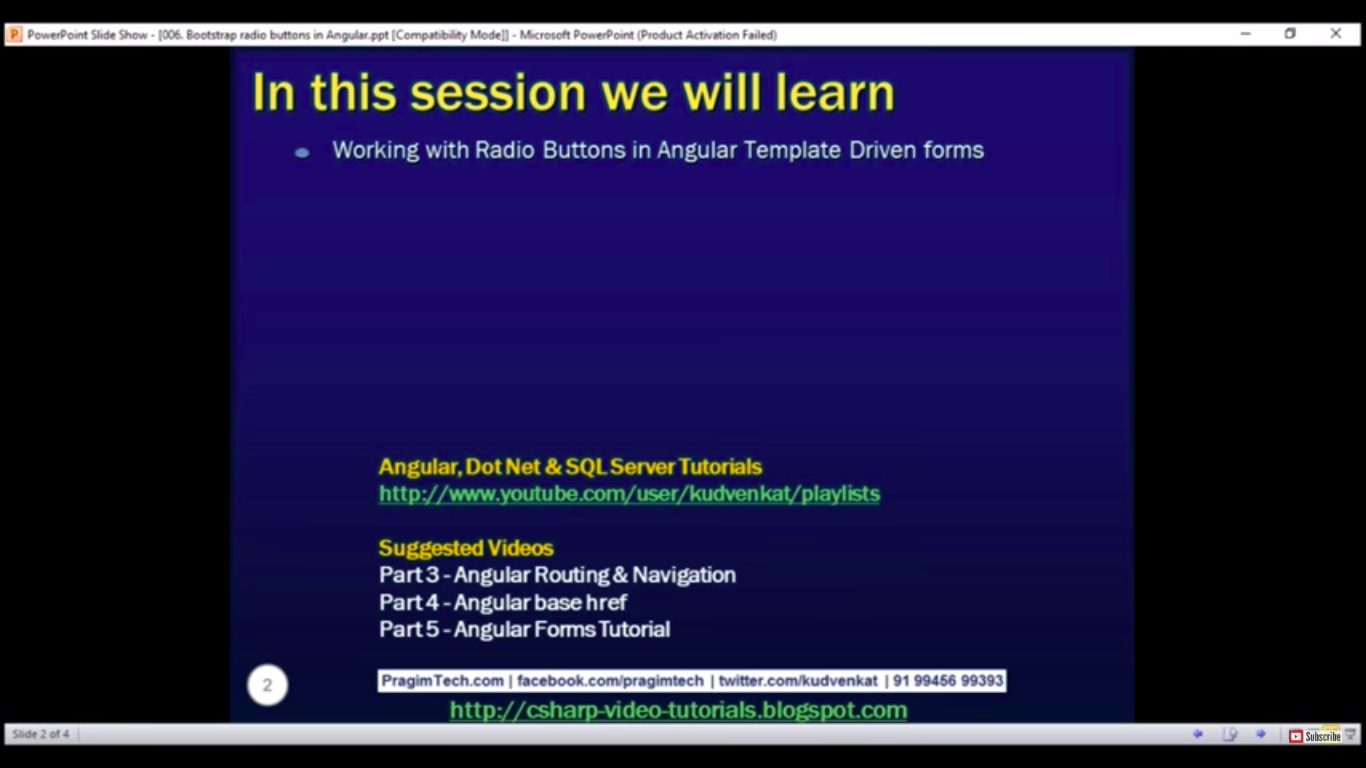 PowerPoint Slide Show - [006. Bootstrap radio buttons in Angular.ppt [Compatibility Mode]] - Microsoft PowerPoint (Product Activation Failed)
In this session we will learn
Working with Radio Buttons in Angular Template Driven forms
Angular, Dot Net & SQL Server Tutorials
http://www.youtube.com/user/kudvenkat/playlists
Suggested Videos
Part 3 - Angular Routing & Navigation
Part 4 - Angular base href
Part 5 - Angular Forms Tutorial
2
PragimTech.com | facebook.com/pragimtech | twitter.com/kudvenkat | 91 99456 99393
http://csharp-video-tutorials.blogspot.com
Slide 2 of 4
Subscribe